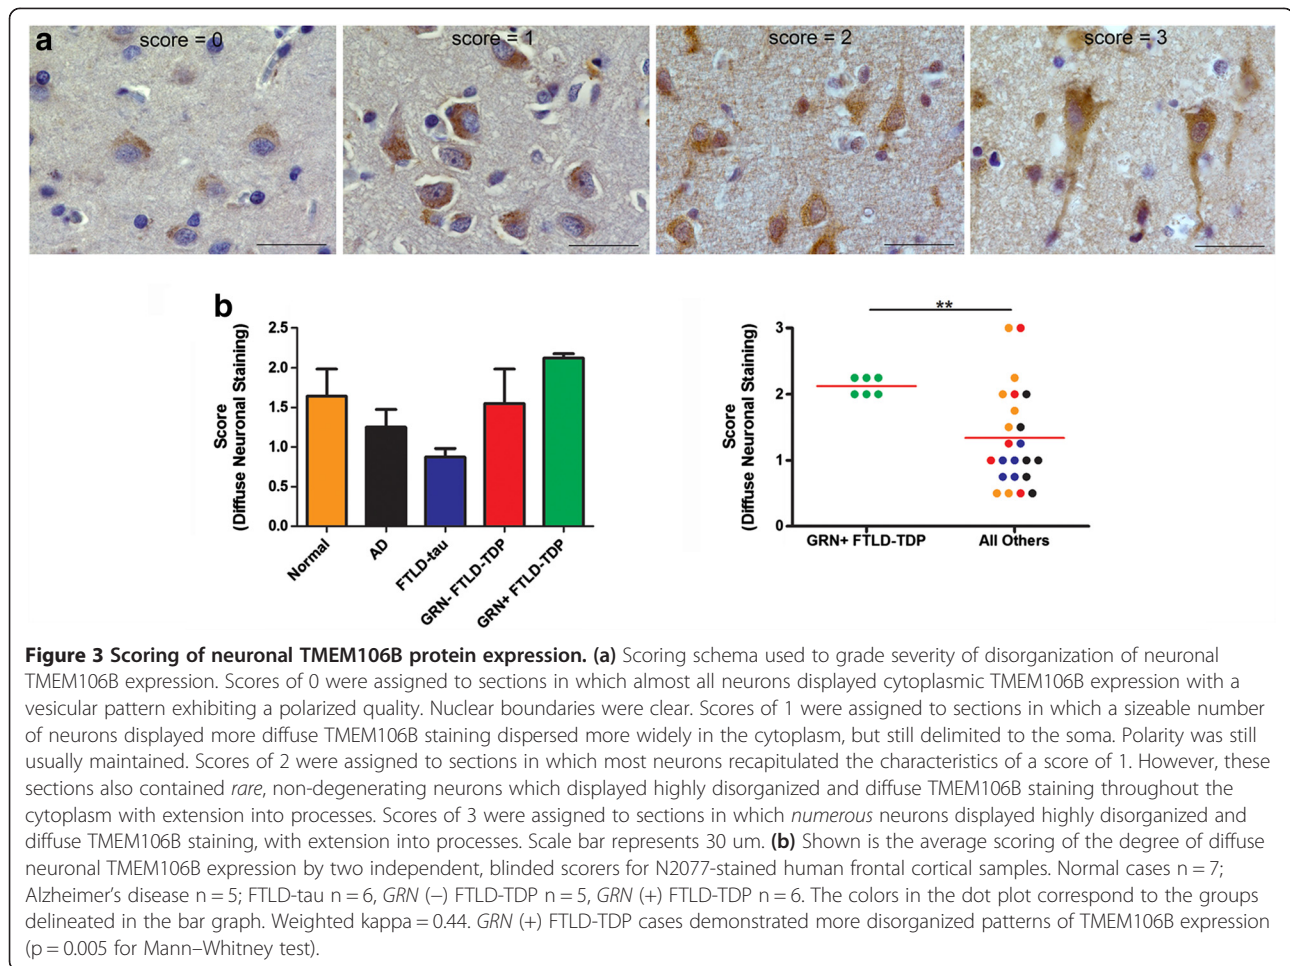 a
score = 0
score = 1
score = 2
score = 3
b
Score
(Diffuse Neuronal Staining)
2.5
2.0
1.5
1.0
0.5
0.0
Normal
AD
FTLD-tau
GRN- FTLD-TDP
GRN+ FTLD-TDP
**
Score
(Diffuse Neuronal Staining)
3
2
1
0
GRN+ FTLD-TDP
All Others
Figure 3 Scoring of neuronal TMEM106B protein expression. (a) Scoring schema used to grade severity of disorganization of neuronal
TMEM106B expression. Scores of 0 were assigned to sections in which almost all neurons displayed cytoplasmic TMEM106B expression with a
vesicular pattern exhibiting a polarized quality. Nuclear boundaries were clear. Scores of 1 were assigned to sections in which a sizeable number
of neurons displayed more diffuse TMEM106B staining dispersed more widely in the cytoplasm, but still delimited to the soma. Polarity was still
usually maintained. Scores of 2 were assigned to sections in which most neurons recapitulated the characteristics of a score of 1. However, these
sections also contained rare, non-degenerating neurons which displayed highly disorganized and diffuse TMEM106B staining throughout the
cytoplasm with extension into processes. Scores of 3 were assigned to sections in which numerous neurons displayed highly disorganized and
diffuse TMEM106B staining, with extension into processes. Scale bar represents 30 um. (b) Shown is the average scoring of the degree of diffuse
neuronal TMEM106B expression by two independent, blinded scorers for N2077-stained human frontal cortical samples. Normal cases n = 7;
Alzheimer's disease n = 5; FTLD-tau n = 6, GRN (−) FTLD-TDP n = 5, GRN (+) FTLD-TDP n = 6. The colors in the dot plot correspond to the groups
delineated in the bar graph. Weighted kappa = 0.44. GRN (+) FTLD-TDP cases demonstrated more disorganized patterns of TMEM106B expression
(p = 0.005 for Mann–Whitney test).